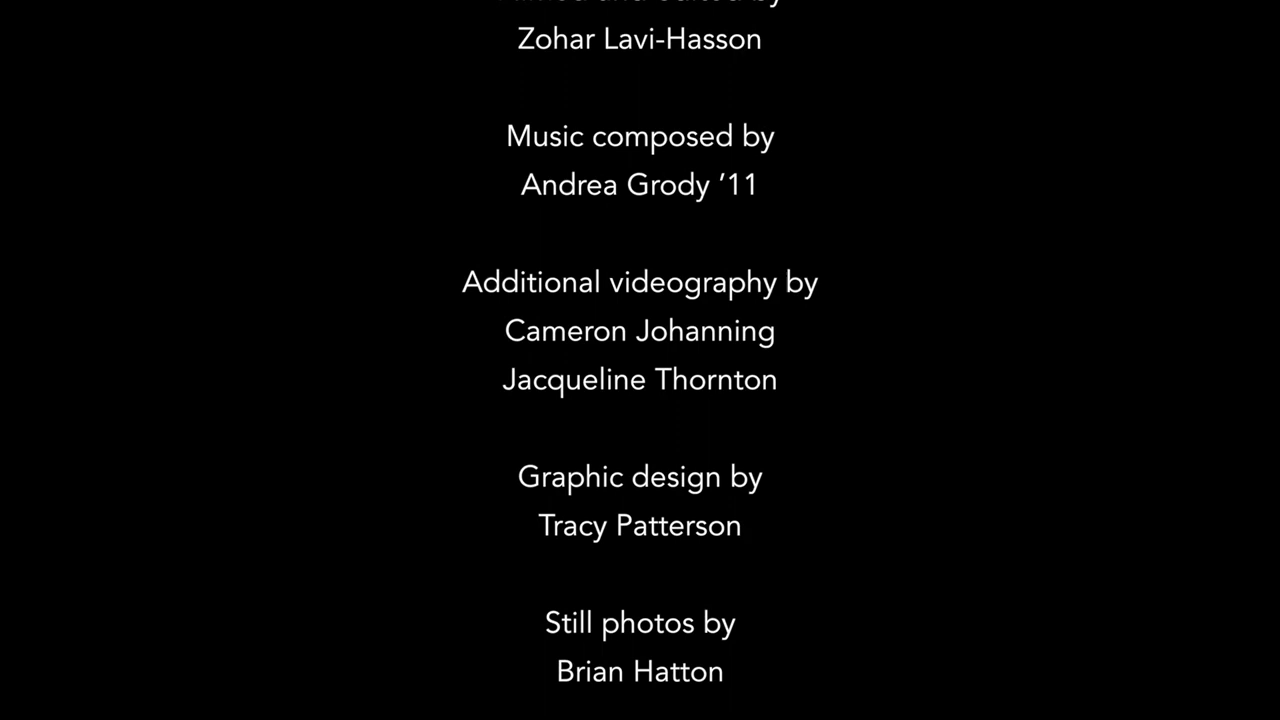 Zohar Lavi-Hasson
Music composed by
Andrea Grody ’11
Additional videography by
Cameron Johanning
Jacqueline Thornton
Graphic design by
Tracy Patterson
Still photos by
Brian Hatton